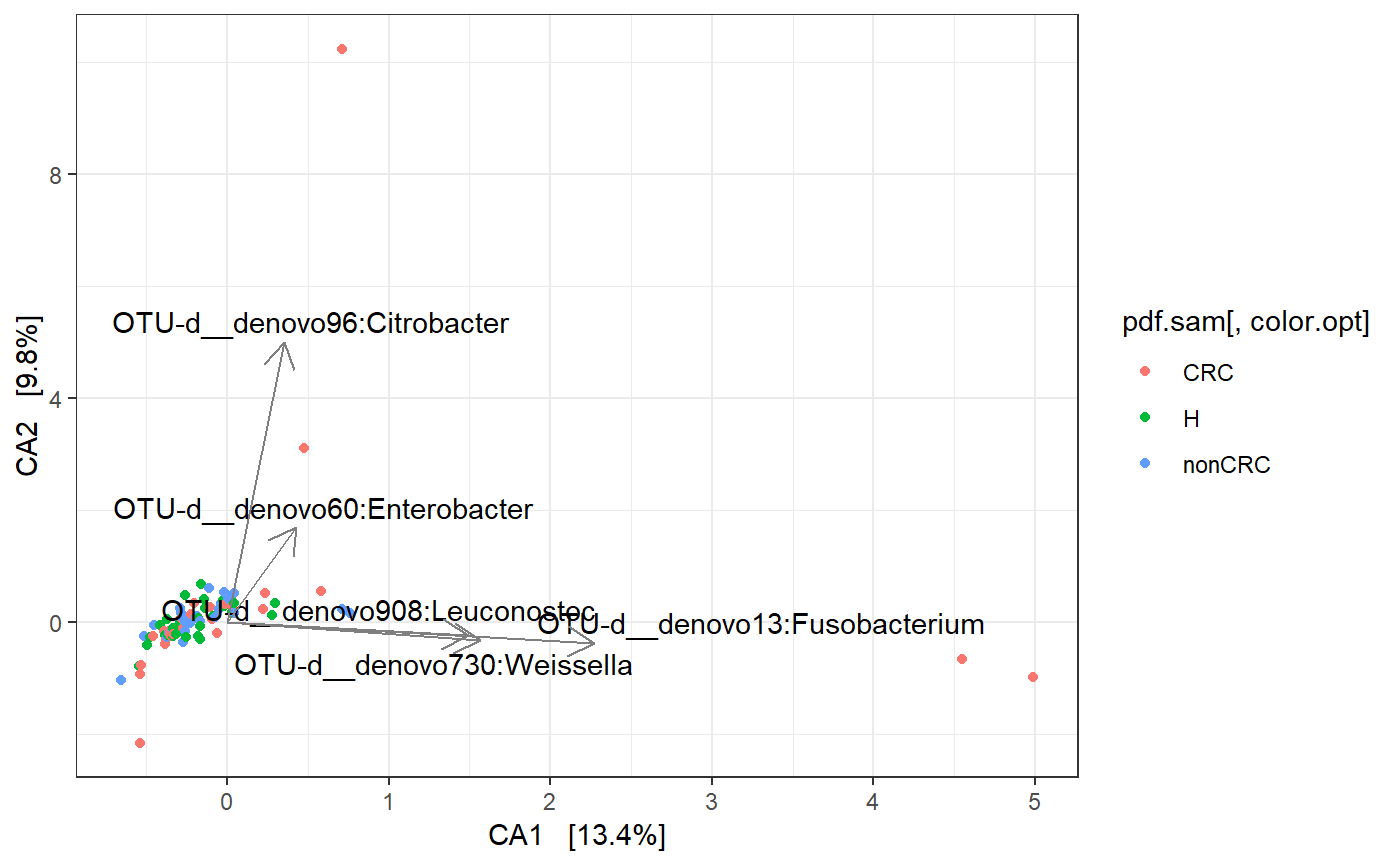 8
4
0
CA2 [9.8%]
OTU-d__denovo96:Citrobacter
OTU-d__denovo60:Enterobacter
OTU-d__denovo908:Leuconostoc
OTU-d__denovo13:Fusobacterium
OTU-d__denovo730:Weissella
0 1 2 3 4 5
CA1 [13.4%]
pdf.sam[, color.opt]
CRC
H
nonCRC